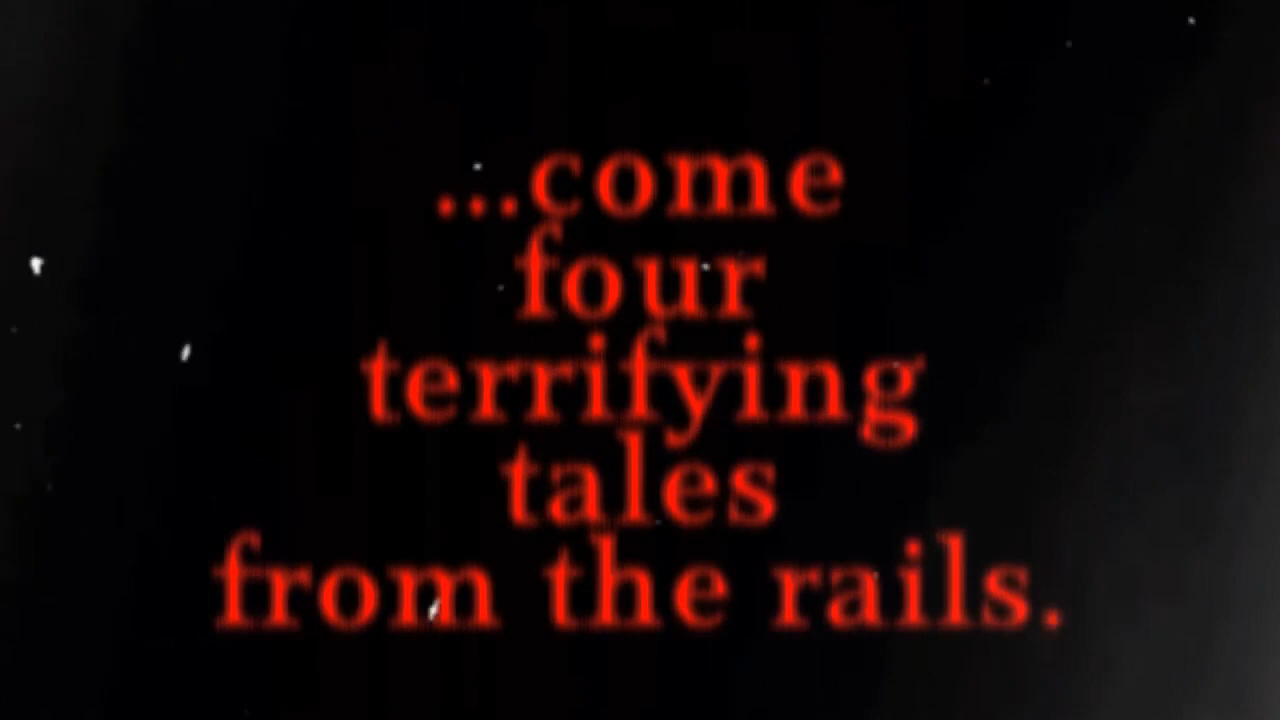 ...come
four
terrifying
tales
from the rails.